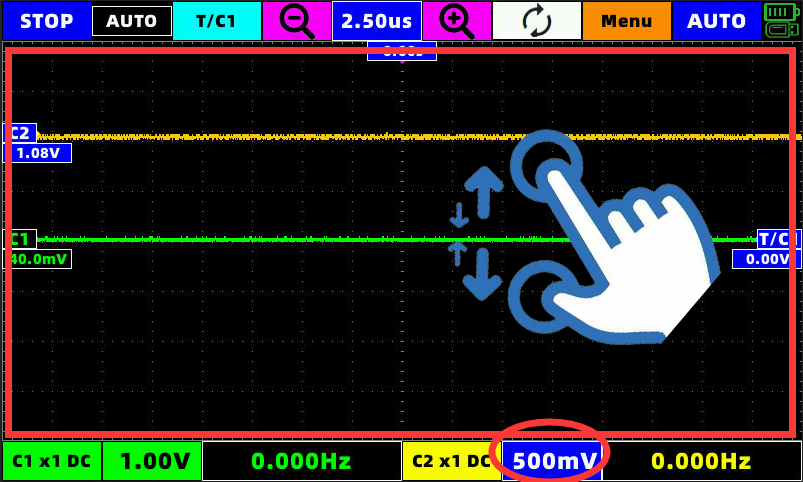 STOP
AUTO
T/C1
2.50us
Menu
AUTO
C2
1.08V
C1
40.0mV
T/C
0.00V
C1 x1 DC
1.00V
0.000Hz
C2 x1 DC
500mV
0.000Hz